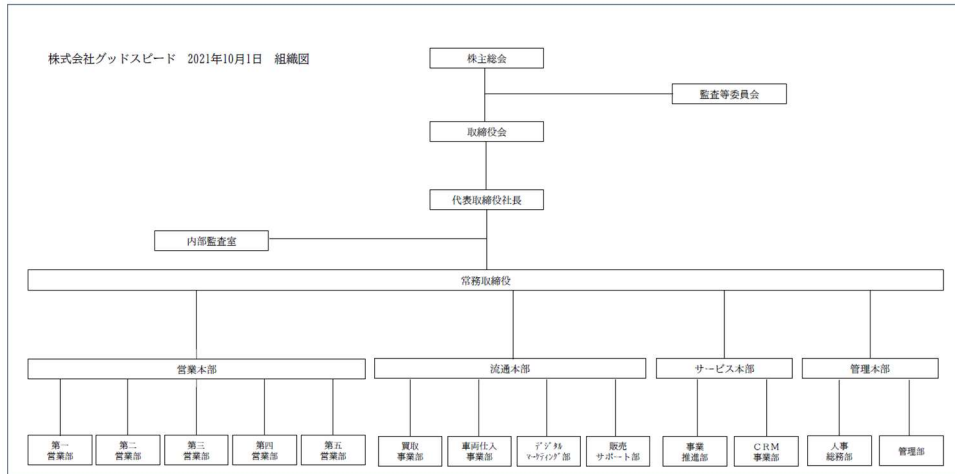 株式会社グッドスピード　2021年10月1日　組織図
株主総会
監査等委員会
取締役会
代表取締役社長
内部監査室
常務取締役
営業本部
流通本部
サービス本部
管理本部
第一
営業部
第二
営業部
第三
営業部
第四
営業部
第五
営業部
買取
事業部
車両仕入
事業部
デジタル
マーケティング部
販売
サポート部
事業
推進部
ＣＲＭ
事業部
人事
総務部
管理部